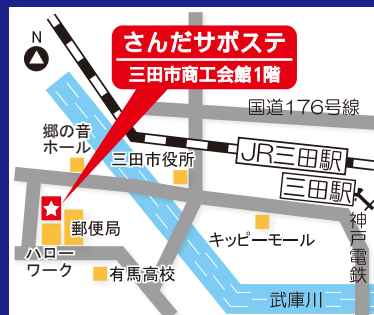 さんだサポステ
三田市商工会館1階
N
国道176号線
郷の音
ホール
三田市役所
JR三田駅
三田駅
郵便局
ハロー
ワーク
キッピーモール
神戸電鉄
有馬高校
武庫川